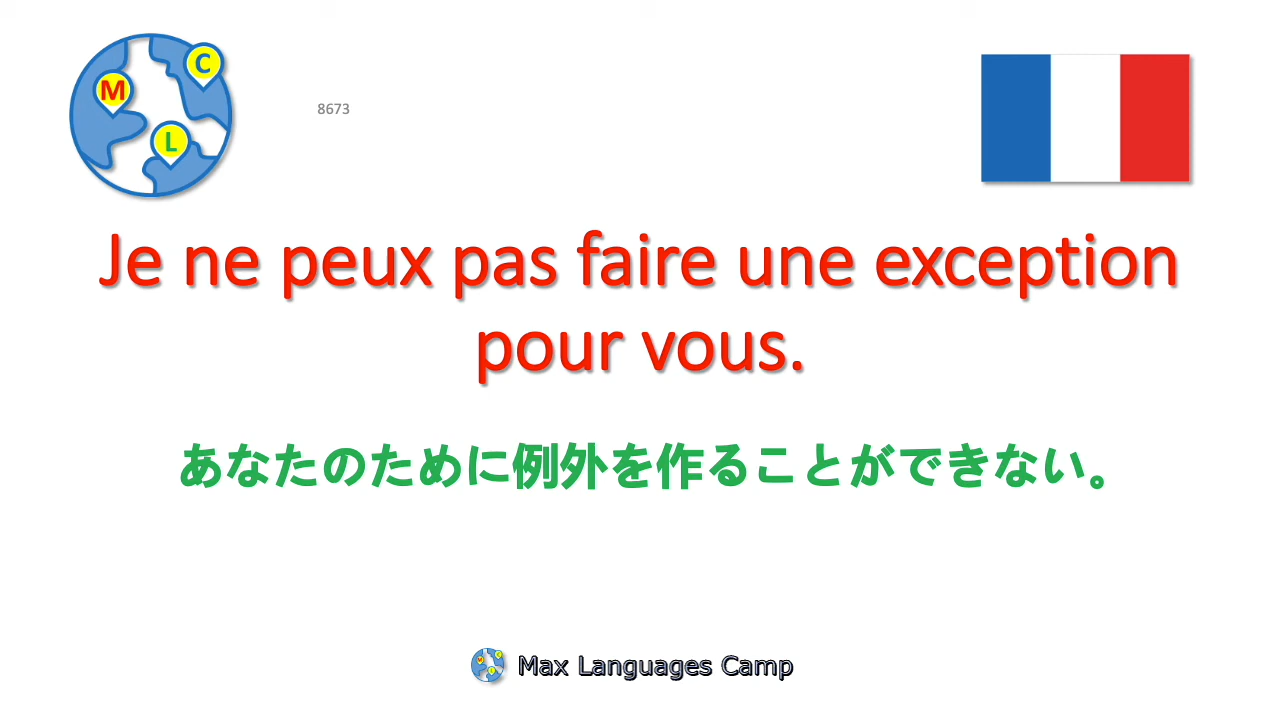 C
M
L
8673
Je ne peux pas faire une exception
pour vous.
あなたのために例外を作ることができない。
Max Languages Camp